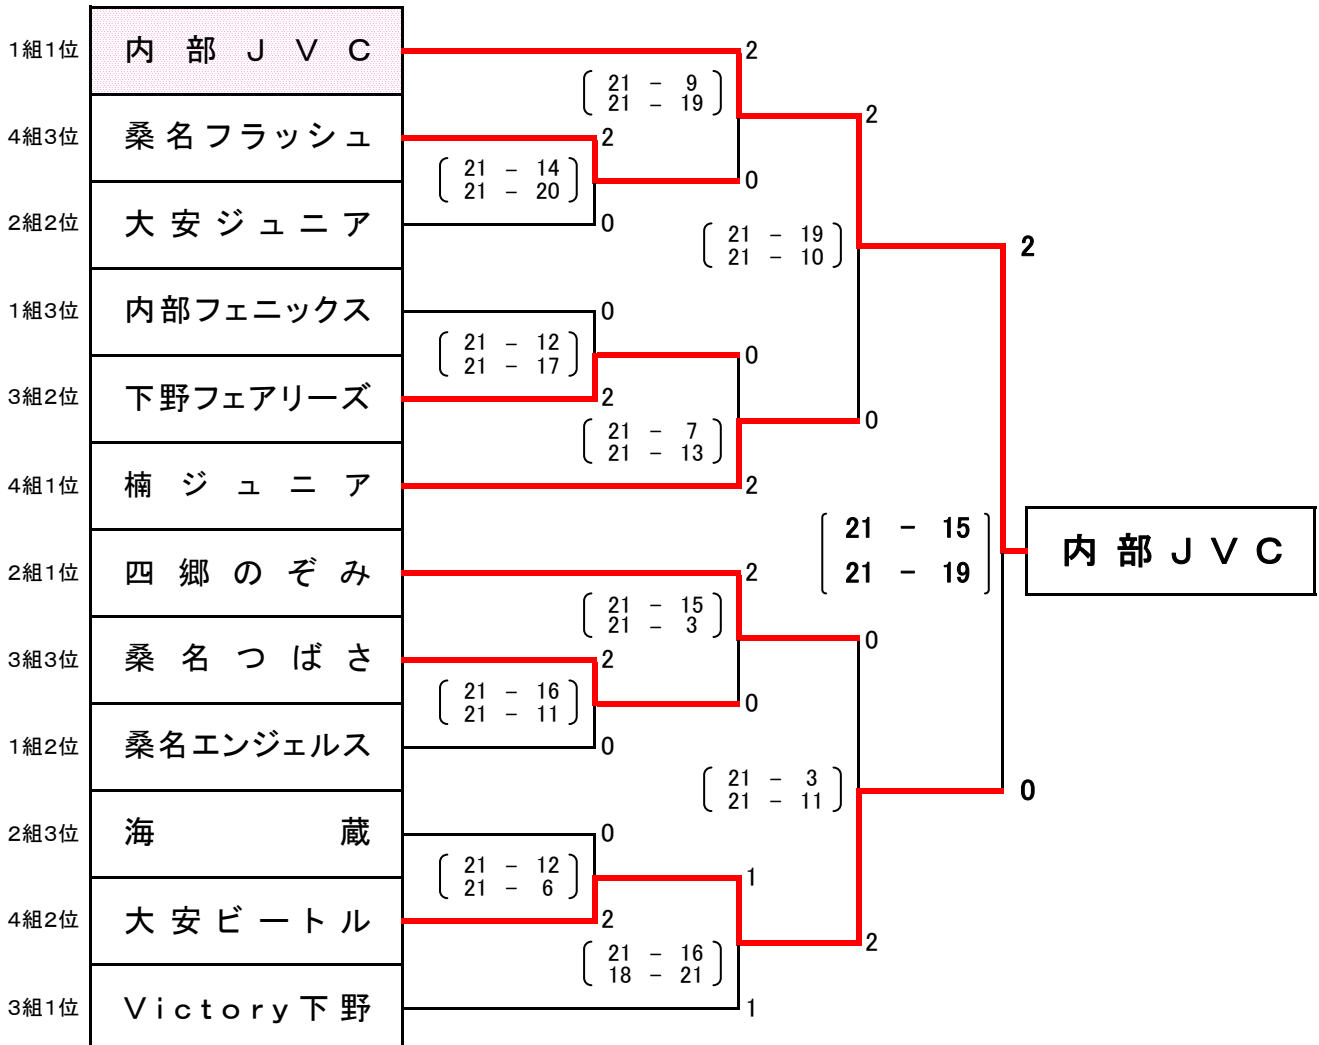 1組1位 内部JVC 2
( 21 - 9 )
( 21 - 19 )
4組3位 桑名フラッシュ 2 2
( 21 - 14 )
( 21 - 20 ) 0
2組2位 大安ジュニア 0
( 21 - 19 )
( 21 - 10 ) 2
1組3位 内部フェニックス 0
( 21 - 12 )
( 21 - 17 ) 0
3組2位 下野フェアリーズ 2
( 21 - 7 )
( 21 - 13 ) 0
4組1位 楠ジュニア 2
( 21 - 15 )
( 21 - 19 )
内部JVC
2組1位 四郷のぞみ 2
( 21 - 15 )
( 21 - 3 ) 0
3組3位 桑名つばさ 2
( 21 - 16 )
( 21 - 11 ) 0
1組2位 桑名エンジェルス 0
( 21 - 3 )
( 21 - 11 ) 0
2組3位 海蔵 0
( 21 - 12 )
( 21 - 6 ) 1
4組2位 大安ビートル 2 2
( 21 - 16 )
( 18 - 21 )
3組1位 Victory下野 1